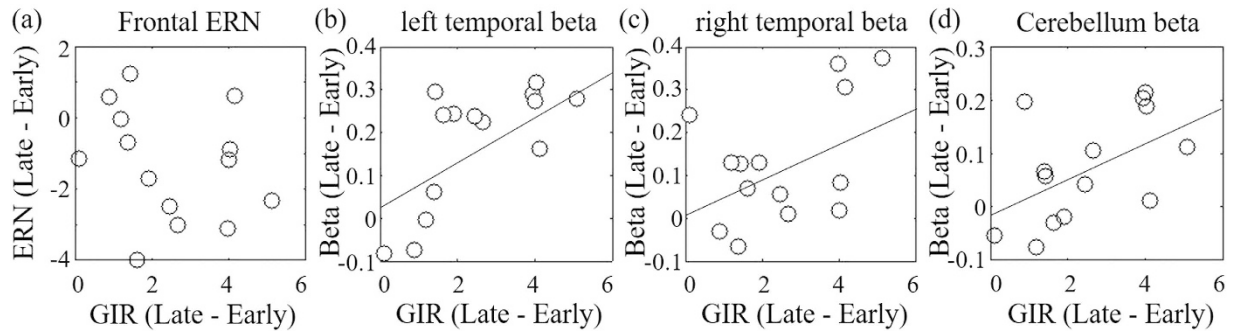 (a) Frontal ERN
ERN (Late - Early)
2
0
-2
-4
0 2 4 6
GIR (Late - Early)
(b) left temporal beta
Beta (Late - Early)
0.4
0.3
0.2
0.1
0
-0.1
0 2 4 6
GIR (Late - Early)
(c) right temporal beta
Beta (Late - Early)
0.4
0.3
0.2
0.1
0
-0.1
0 2 4 6
GIR (Late - Early)
(d) Cerebellum beta
Beta (Late - Early)
0.3
0.2
0.1
0
-0.1
0 2 4 6
GIR (Late - Early)